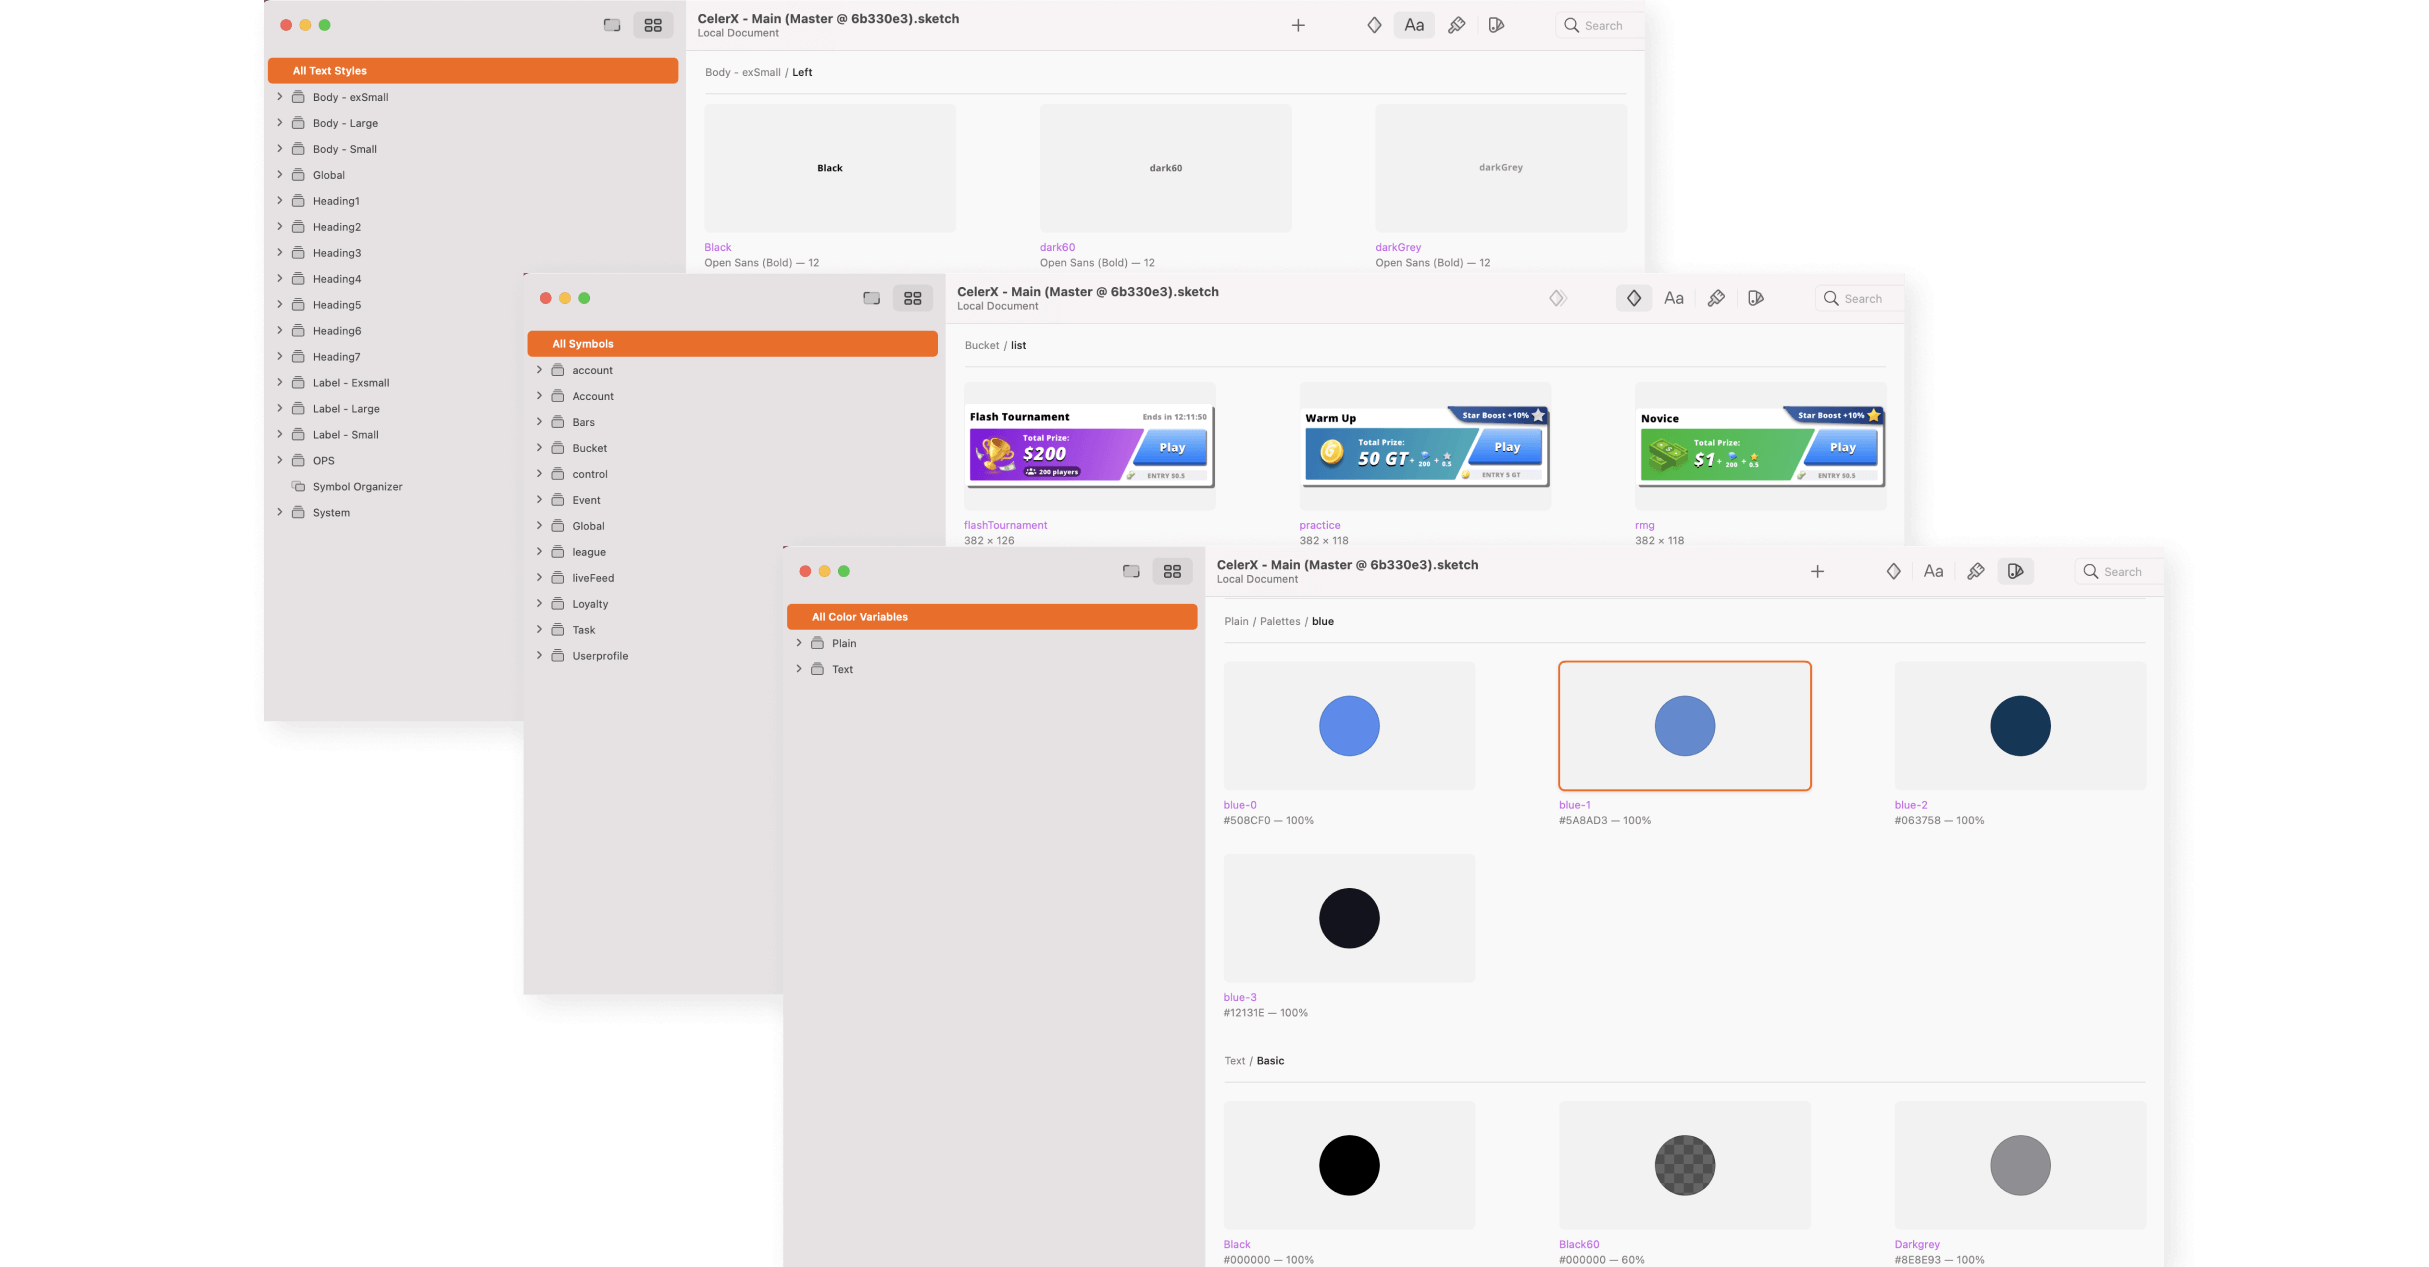 CelerX - Main (Master @ 6b330e3).sketch
Local Document
Aa
Search
All Text Styles
Body - exSmall
Body - Large
Body - Small
Global
Heading1
Heading2
Heading3
Heading4
Heading5
Heading6
Heading7
Label - Exsmall
Label - Large
Label - Small
OPS
Symbol Organizer
System
Body - exSmall / Left
Black
dark60
darkGrey
Black
Open Sans (Bold) — 12
dark60
Open Sans (Bold) — 12
darkGrey
Open Sans (Bold) — 12
CelerX - Main (Master @ 6b330e3).sketch
Local Document
Aa
Search
All Symbols
account
Account
Bars
Bucket
control
Event
Global
league
liveFeed
Loyalty
Task
Userprofile
Bucket / list
Flash Tournament
Ends in 12:11:50
Total Prize:
$200
200 players
Play
ENTRY $0.5
flashTournament
382 × 126
Warm Up
Star Boost +10%
Total Prize:
50 GT + 200 + 0.5
Play
ENTRY 5 GT
practice
382 × 118
Novice
Star Boost +10%
Total Prize:
$1 + 200 + 0.5
Play
ENTRY $0.5
rmg
382 × 118
CelerX - Main (Master @ 6b330e3).sketch
Local Document
Aa
Search
All Color Variables
Plain
Text
Plain / Palettes / blue
blue-0
#508CF0 — 100%
blue-1
#5A8AD3 — 100%
blue-2
#063758 — 100%
blue-3
#12131E — 100%
Text / Basic
Black
#000000 — 100%
Black60
#000000 — 60%
Darkgrey
#8E8E93 — 100%